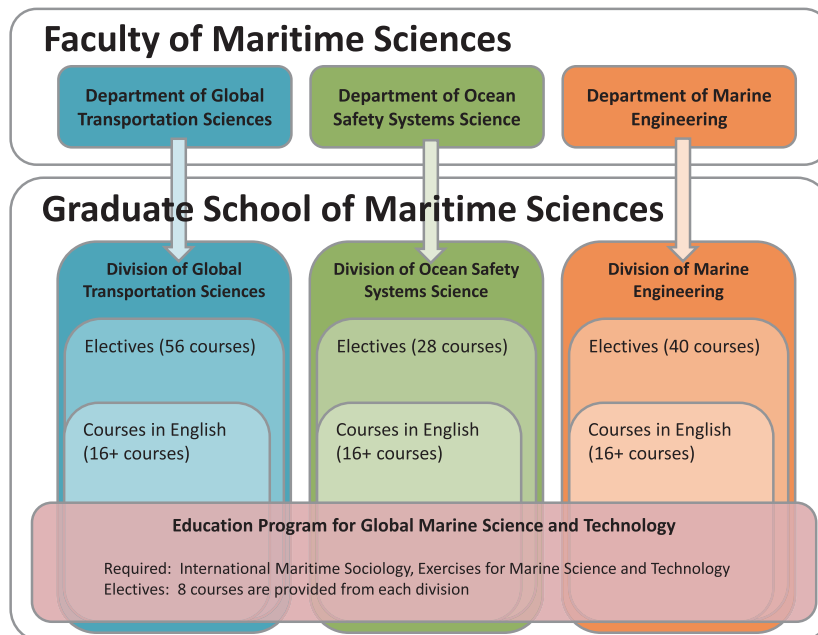 Faculty of Maritime Sciences
Department of Global
Transportation Sciences
Department of Ocean
Safety Systems Science
Department of Marine
Engineering
Graduate School of Maritime Sciences
Division of Global
Transportation Sciences
Division of Ocean Safety
Systems Science
Division of Marine
Engineering
Electives (56 courses)
Electives (28 courses)
Electives (40 courses)
Courses in English
(16+ courses)
Courses in English
(16+ courses)
Courses in English
(16+ courses)
Education Program for Global Marine Science and Technology
Required: International Maritime Sociology, Exercises for Marine Science and Technology
Electives: 8 courses are provided from each division